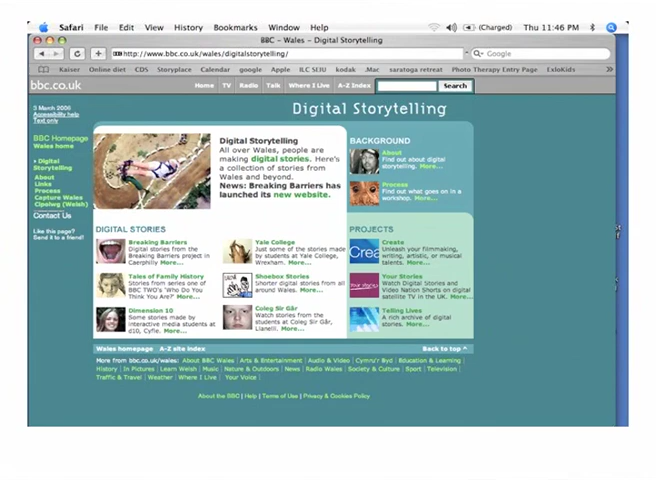 Safari File Edit View History Bookmarks Window Help (Charged) Thu 11:46 PM
BBC - Wales - Digital Storytelling
http://www.bbc.co.uk/wales/digitalstorytelling/ Google
Kaiser Online diet CDS Storyplace Calendar google Apple ILC SEIU kodak .Mac saratoga retreat Photo Therapy Entry Page ExloKids
bbc.co.uk Home TV Radio Talk Where I Live A-Z Index Search
3 March 2008
Accessibility help
Text only
Digital Storytelling
BBC Homepage
Wales home
Digital
Storytelling
About
Links
Process
Capture Wales
Cipolwg (Welsh)
Contact Us
Like this page?
Send it to a friend!
Digital Storytelling
All over Wales, people are
making digital stories. Here's
a collection of stories from
Wales and beyond.
News: Breaking Barriers has
launched its new website.
BACKGROUND
About
Find out about digital
storytelling. More...
Process
Find out what goes on in a
workshop. More...
DIGITAL STORIES
Breaking Barriers
Digital stories from the
Breaking Barriers project in
Caerphilly More...
Yale College
Just some of the stories made
by students at Yale College,
Wrexham. More...
Tales of Family History
Stories from series one of
BBC TWO's 'Who Do You
Think You Are?' More...
Shoebox Stories
Shorter digital stories from all
around Wales. More...
Dimension 10
Some stories made by
interactive media students at
d10, Cyfle. More...
Coleg Sir Gâr
Watch stories from the
students at Coleg Sir Gâr,
Llanelli. More...
PROJECTS
Crea
Create
Unleash your filmmaking,
writing, artistic, or musical
talents. More...
Your stories
Your Stories
Watch Digital Stories and
Video Nation Shorts on digital
satellite TV in the UK. More...
Telling Lives
A rich archive of digital
stories. More...
Wales homepage A-Z site index Back to top ^
More from bbc.co.uk/wales: About BBC Wales | Arts & Entertainment | Audio & Video | Cymru'r Byd | Education & Learning |
History | In Pictures | Learn Welsh | Music | Nature & Outdoors | News | Radio Wales | Society & Culture | Sport | Television |
Traffic & Travel | Weather | Where I Live | Your Voice |
About the BBC | Help | Terms of Use | Privacy & Cookies Policy